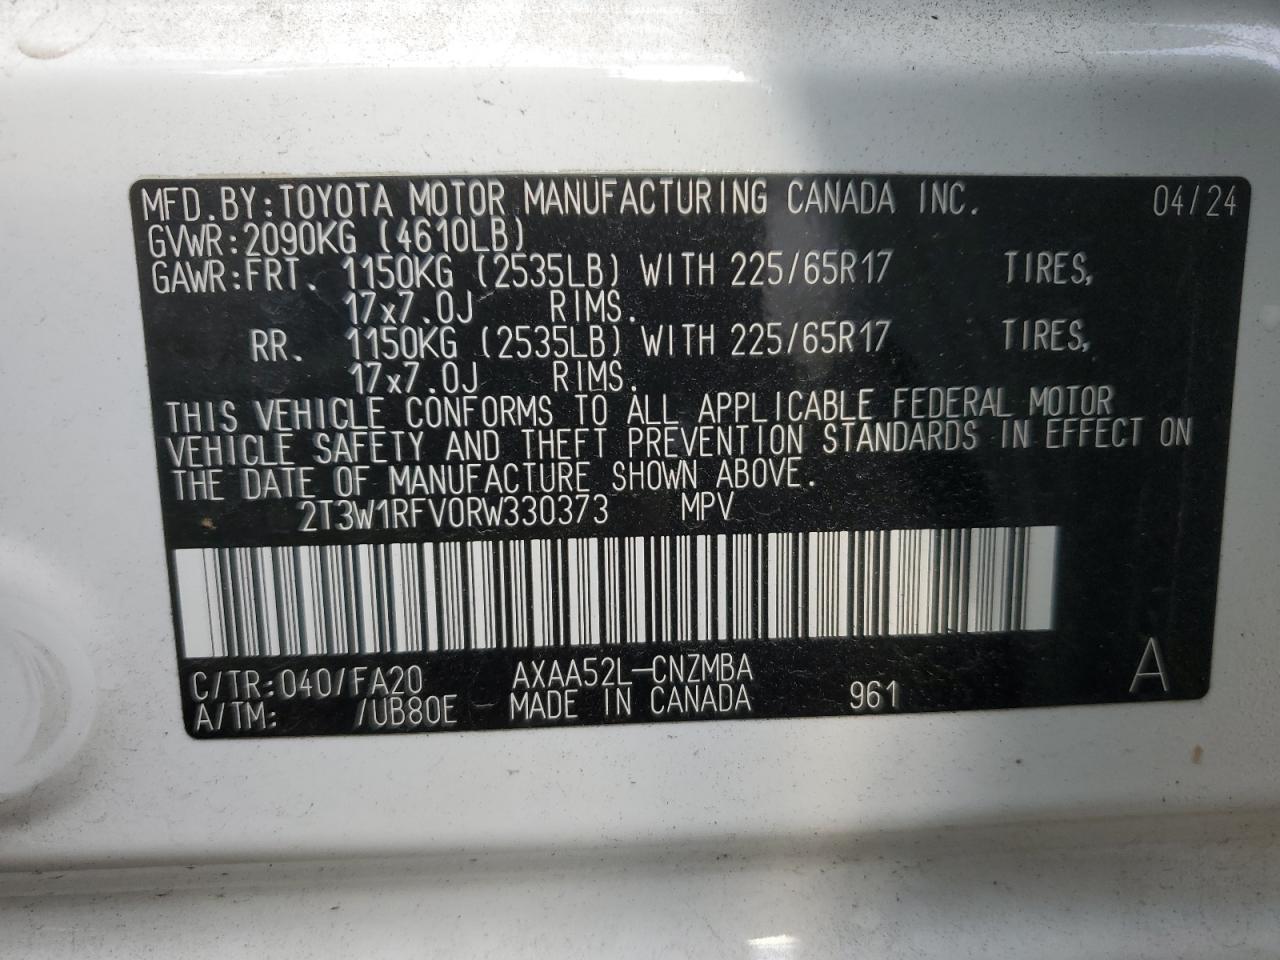 MFD.BY:TOYOTA MOTOR MANUFACTURING CANADA INC. 04/24
GVWR:2090KG (4610LB)
GAWR:FRT. 1150KG (2535LB) WITH 225/65R17 TIRES,
17x7.0J RIMS.
RR. 1150KG (2535LB) WITH 225/65R17 TIRES,
17x7.0J RIMS.
THIS VEHICLE CONFORMS TO ALL APPLICABLE FEDERAL MOTOR
VEHICLE SAFETY AND THEFT PREVENTION STANDARDS IN EFFECT ON
THE DATE OF MANUFACTURE SHOWN ABOVE.
2T3W1RFV0RW330373 MPV
C/TR:040/FA20 AXAA52L-CNZMBA
A/TM: /UB80E MADE IN CANADA 961 A